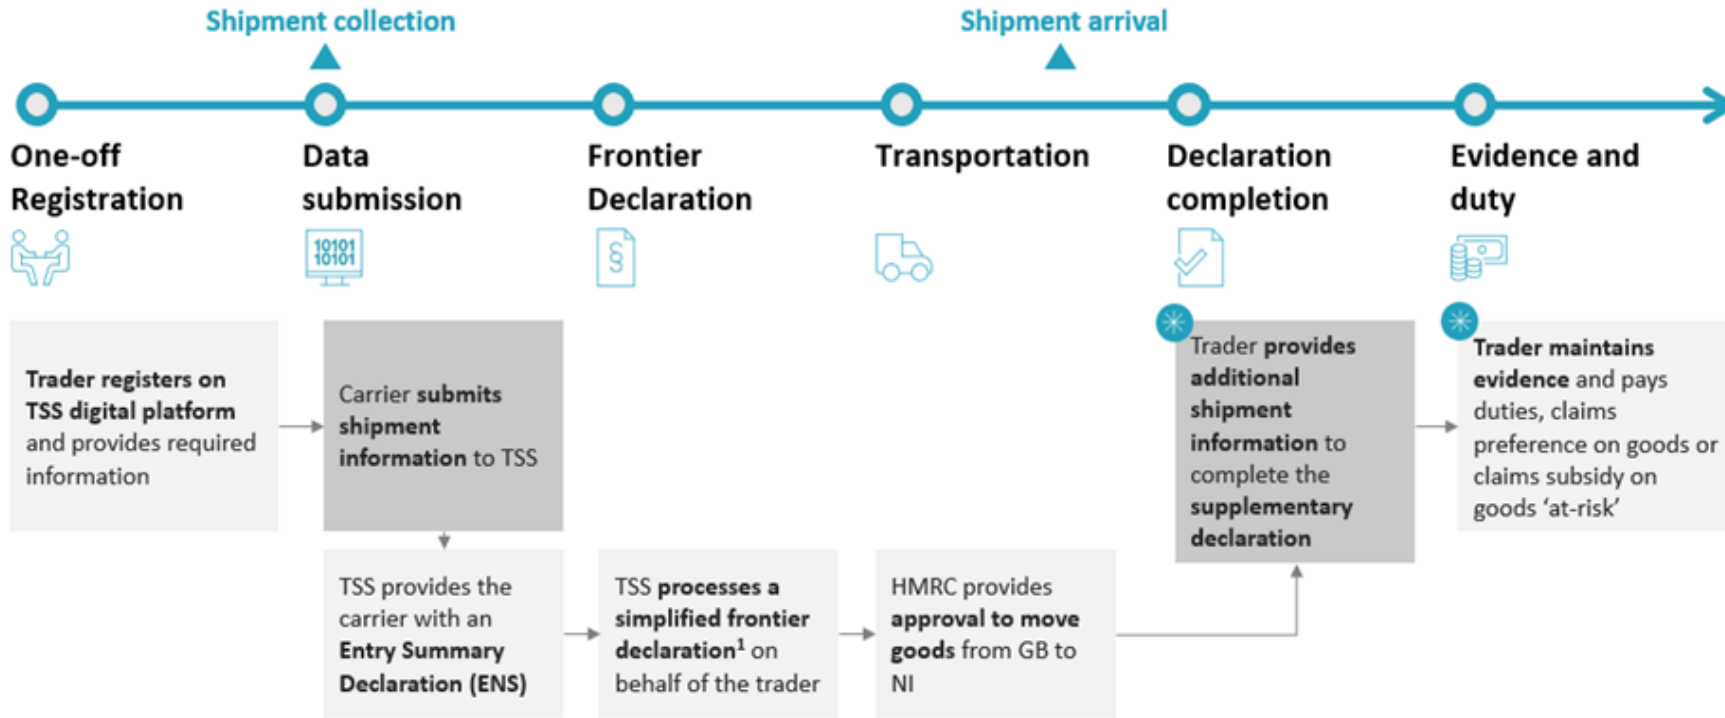 Shipment collection
Shipment arrival
One-off
Registration
Data
submission
Frontier
Declaration
Transportation
Declaration
completion
Evidence and
duty
10101
10101
§
Trader registers on
TSS digital platform
and provides required
information
Carrier submits
shipment
information to TSS
TSS provides the
carrier with an
Entry Summary
Declaration (ENS)
TSS processes a
simplified frontier
declaration¹ on
behalf of the trader
HMRC provides
approval to move
goods from GB to
NI
Trader provides
additional
shipment
information to
complete the
supplementary
declaration
Trader maintains
evidence and pays
duties, claims
preference on goods or
claims subsidy on
goods ‘at-risk’